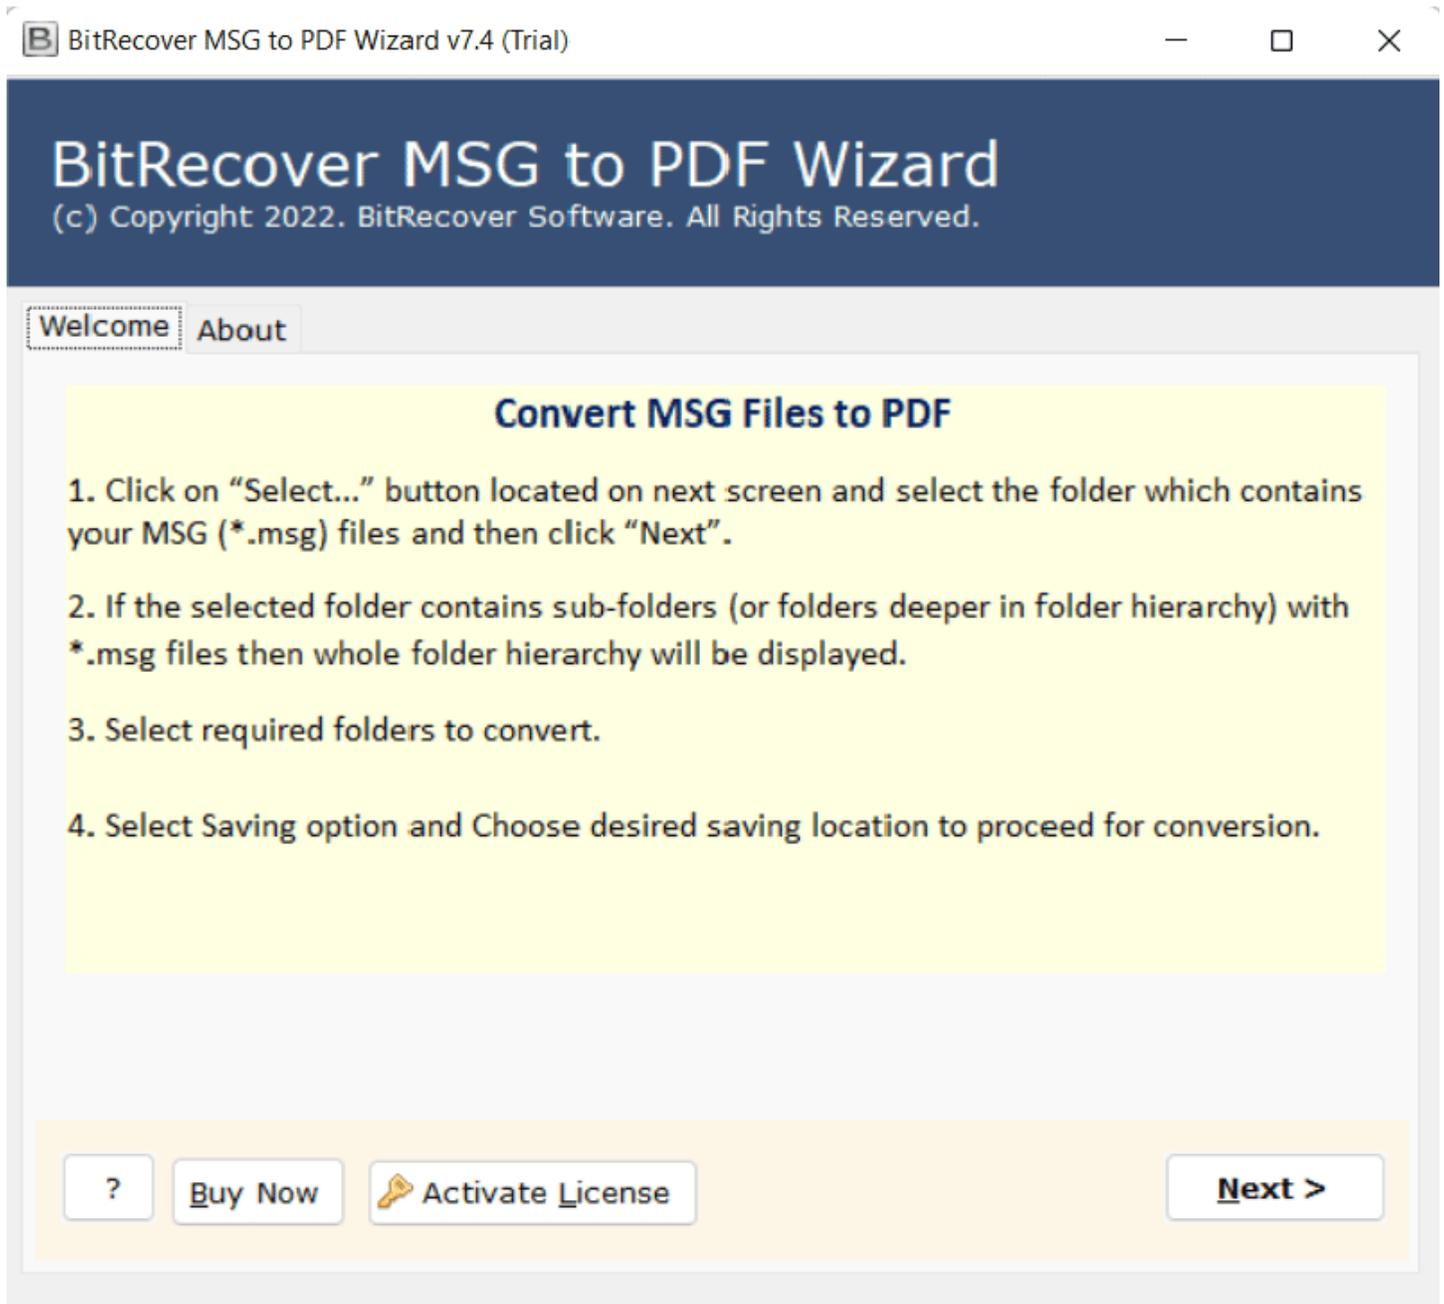 BitRecover MSG to PDF Wizard v7.4 (Trial)
BitRecover MSG to PDF Wizard
(c) Copyright 2022. BitRecover Software. All Rights Reserved.
Welcome About
Convert MSG Files to PDF
1. Click on “Select...” button located on next screen and select the folder which contains
your MSG (*.msg) files and then click “Next”.
2. If the selected folder contains sub-folders (or folders deeper in folder hierarchy) with
*.msg files then whole folder hierarchy will be displayed.
3. Select required folders to convert.
4. Select Saving option and Choose desired saving location to proceed for conversion.
? Buy Now Activate License Next >